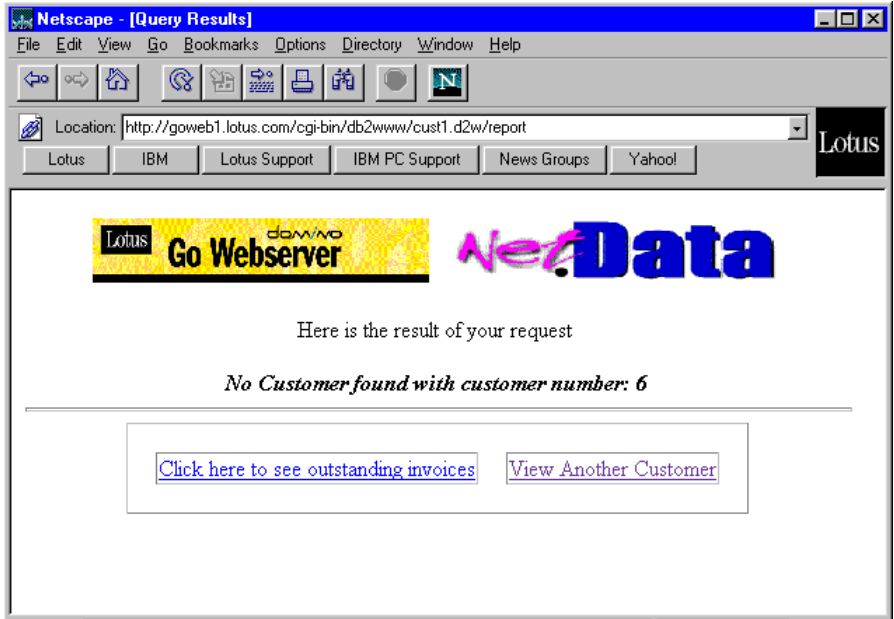 Netscape - [Query Results]
File Edit View Go Bookmarks Options Directory Window Help
N
Location: http://goweb1.lotus.com/cgi-bin/db2www/cust1.d2w/report
Lotus
Lotus IBM Lotus Support IBM PC Support News Groups Yahoo!
Lotus domino Go Webserver
Net.Data
Here is the result of your request
No Customer found with customer number: 6
Click here to see outstanding invoices View Another Customer